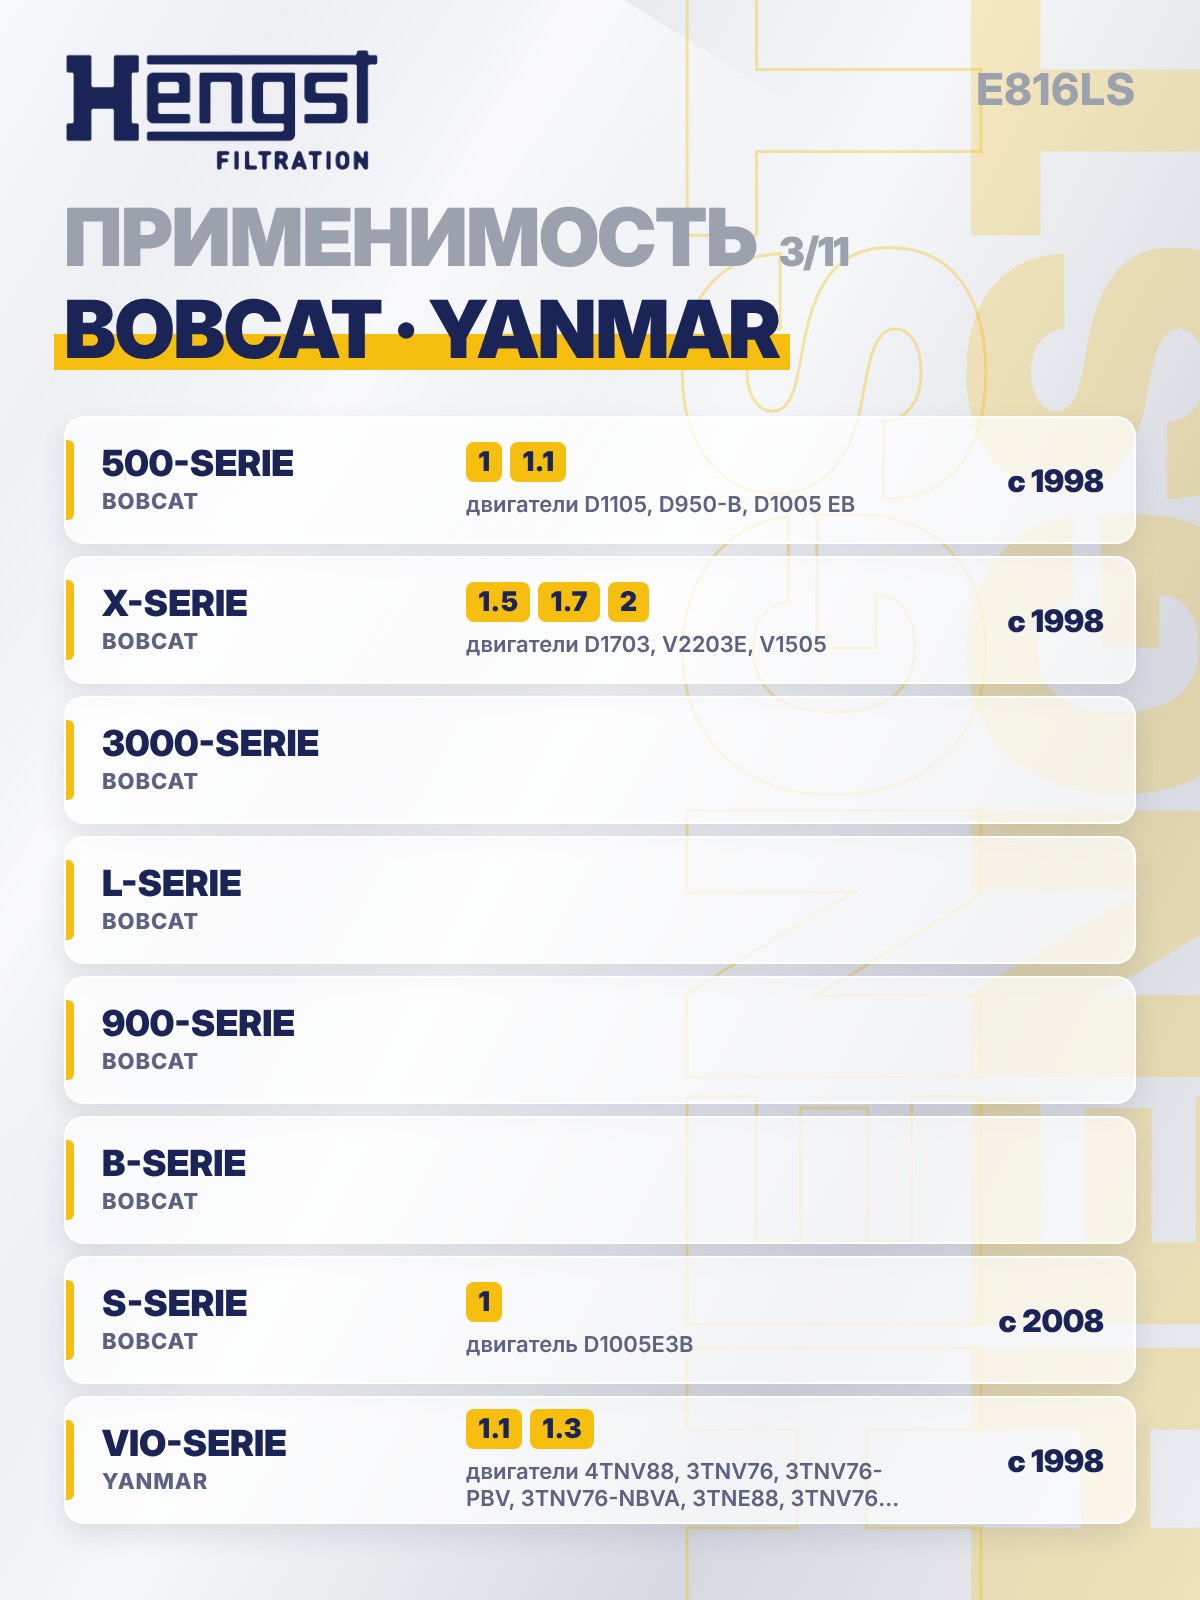 Hengst
FILTRATION
E816LS
ПРИМЕНИМОСТЬ 3/11
BOBCAT · YANMAR
500-SERIE
BOBCAT
1 1.1
двигатели D1105, D950-B, D1005 EB
с 1998
X-SERIE
BOBCAT
1.5 1.7 2
двигатели D1703, V2203E, V1505
с 1998
3000-SERIE
BOBCAT
L-SERIE
BOBCAT
900-SERIE
BOBCAT
B-SERIE
BOBCAT
S-SERIE
BOBCAT
1
двигатель D1005E3B
с 2008
VIO-SERIE
YANMAR
1.1 1.3
двигатели 4TNV88, 3TNV76, 3TNV76-
PBV, 3TNV76-NBVA, 3TNE88, 3TNV76...
с 1998
HENGST
HENGST